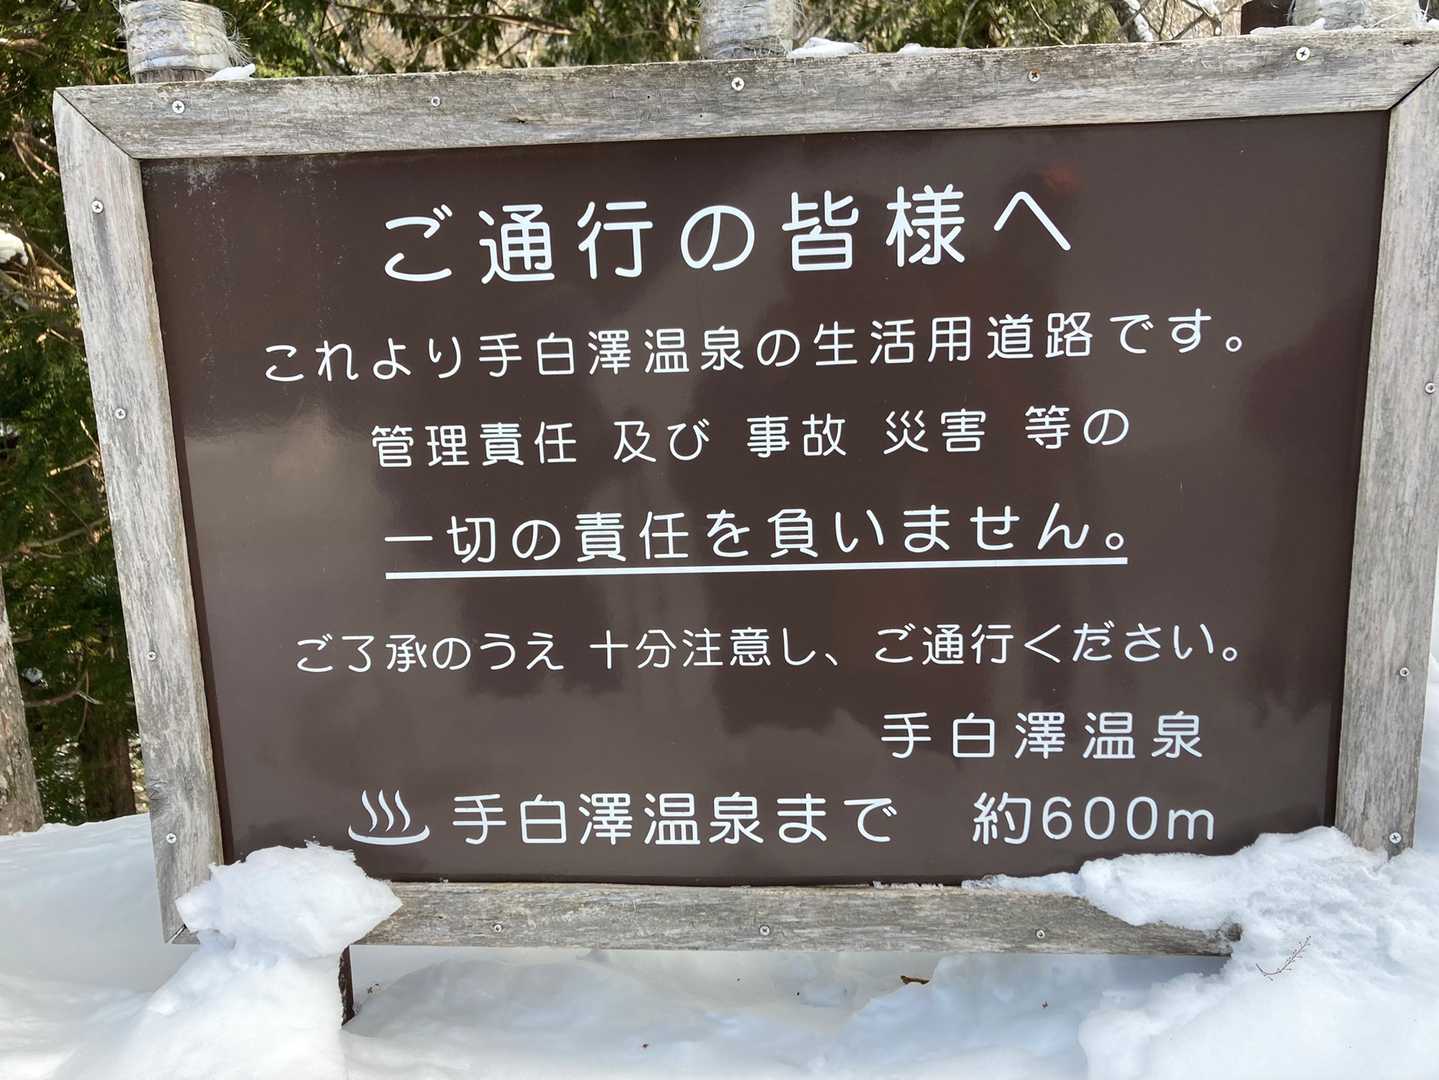 ご通行の皆様へ
これより手白澤温泉の生活用道路です。
管理責任 及び 事故 災害 等の
一切の責任を負いません。
ご了承のうえ 十分注意し、ご通行ください。
手白澤温泉
♨手白澤温泉まで 約600m